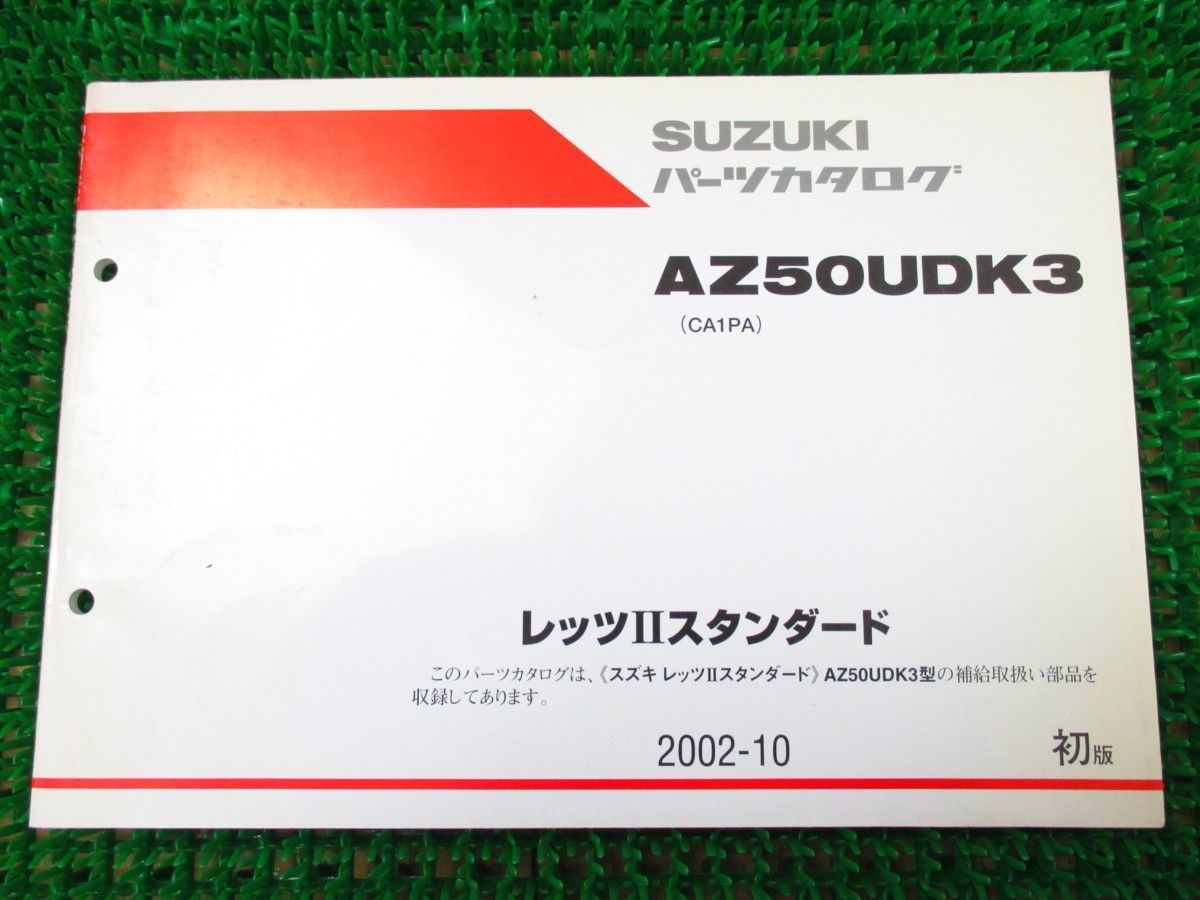 SUZUKI
パーツカタログ
AZ50UDK3
（CA1PA）
レッツⅡスタンダード
このパーツカタログは、《スズキ レッツⅡスタンダード》AZ50UDK3型の補給取扱い部品を
収録してあります。
2002-10 初版